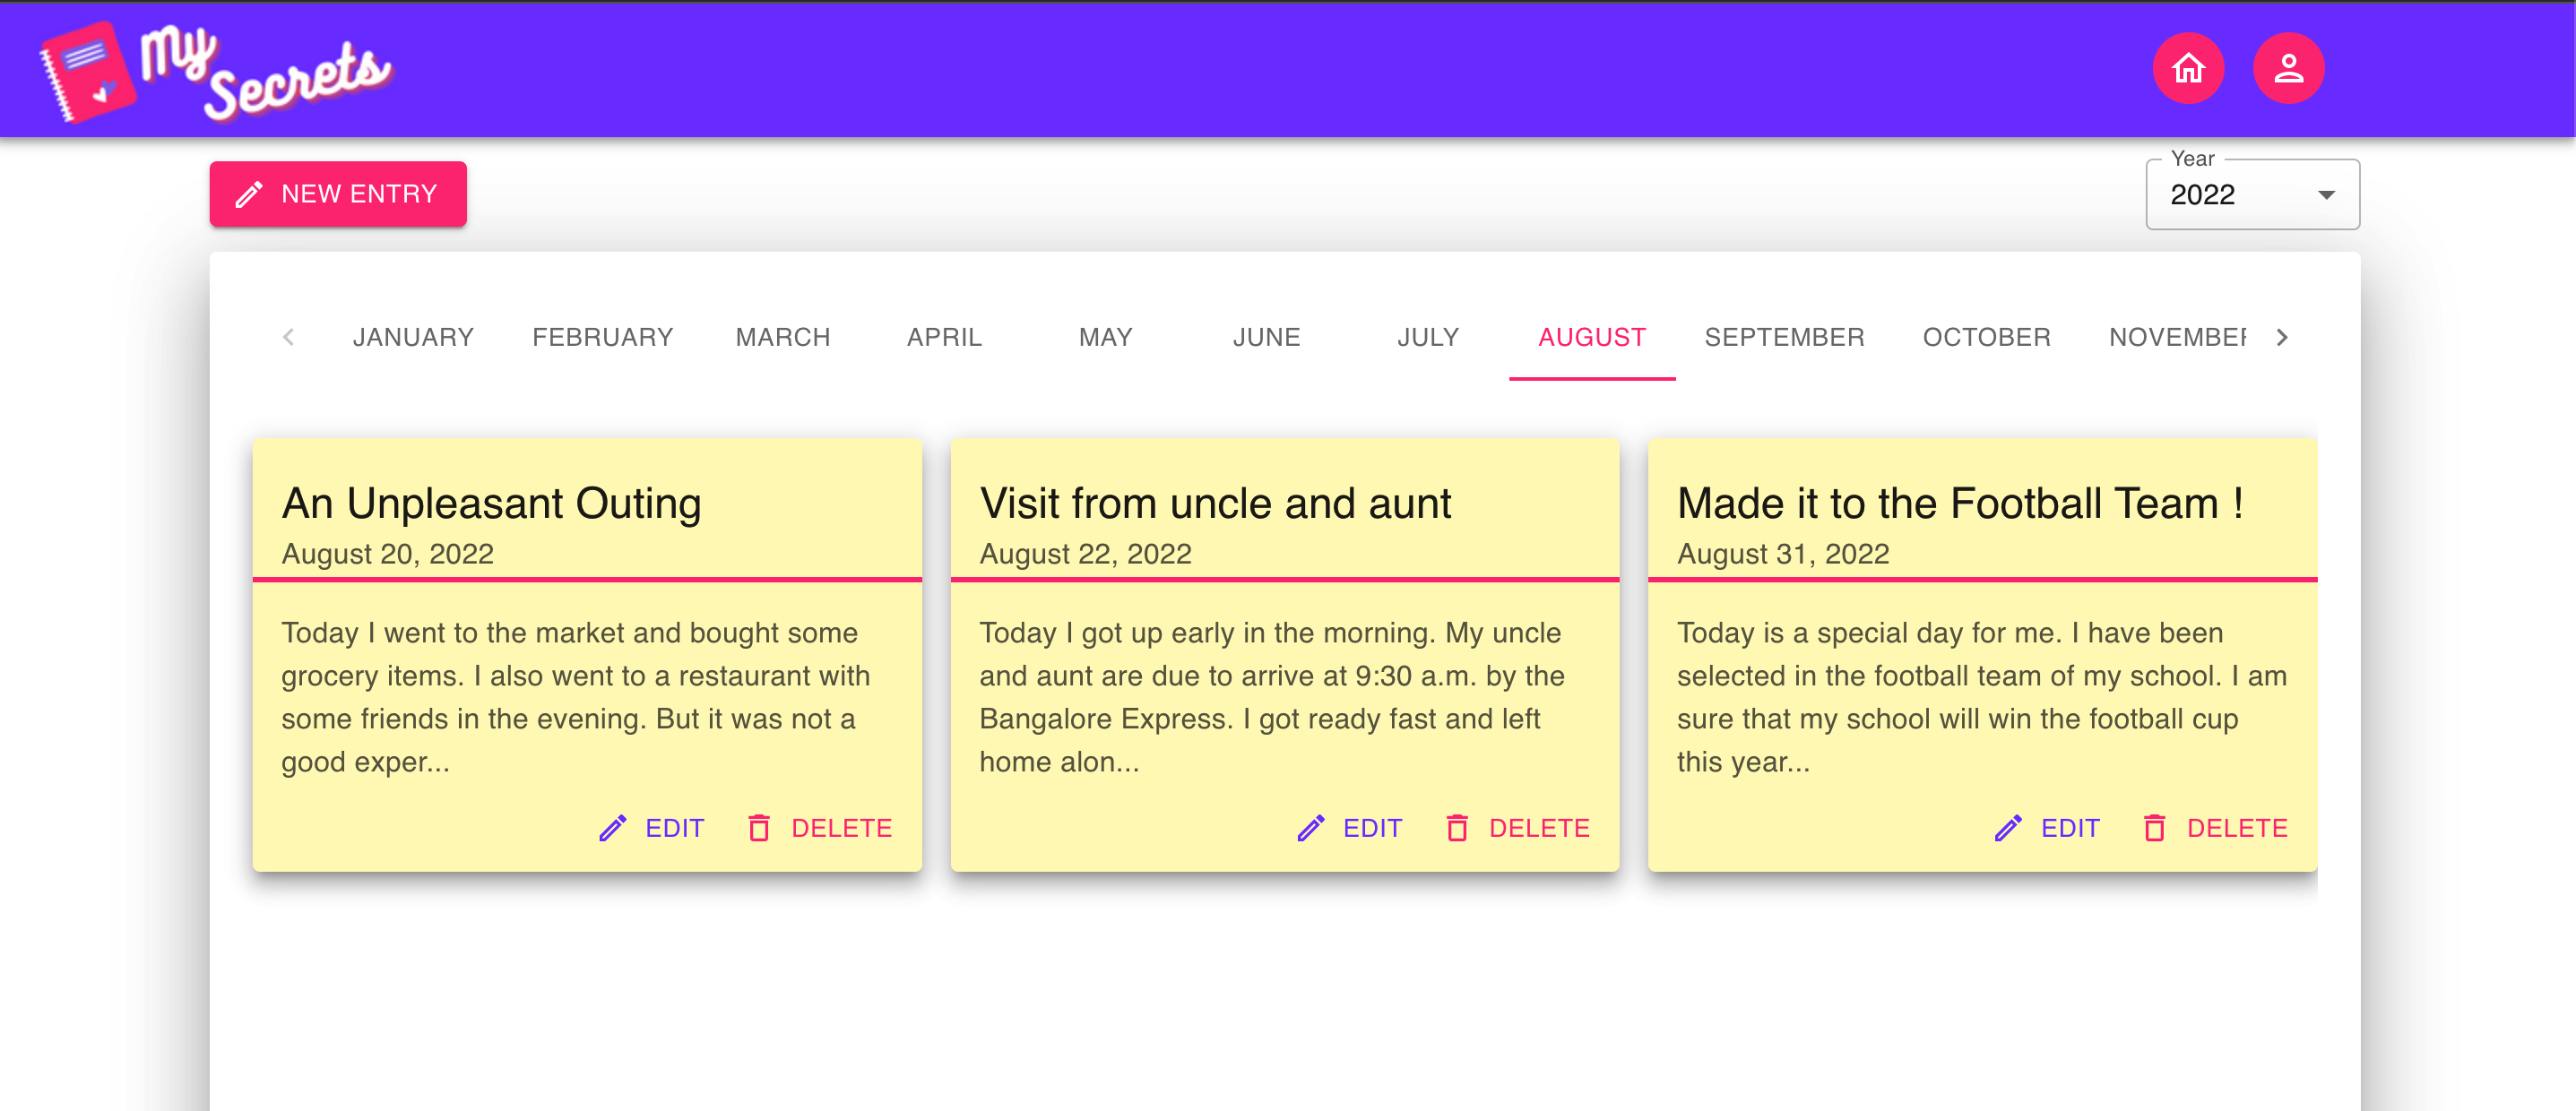 My
Secrets
NEW ENTRY
Year
2022
JANUARY FEBRUARY MARCH APRIL MAY JUNE JULY AUGUST SEPTEMBER OCTOBER NOVEMBER
An Unpleasant Outing
August 20, 2022
Today I went to the market and bought some
grocery items. I also went to a restaurant with
some friends in the evening. But it was not a
good exper...
EDIT DELETE
Visit from uncle and aunt
August 22, 2022
Today I got up early in the morning. My uncle
and aunt are due to arrive at 9:30 a.m. by the
Bangalore Express. I got ready fast and left
home alon...
EDIT DELETE
Made it to the Football Team !
August 31, 2022
Today is a special day for me. I have been
selected in the football team of my school. I am
sure that my school will win the football cup
this year...
EDIT DELETE